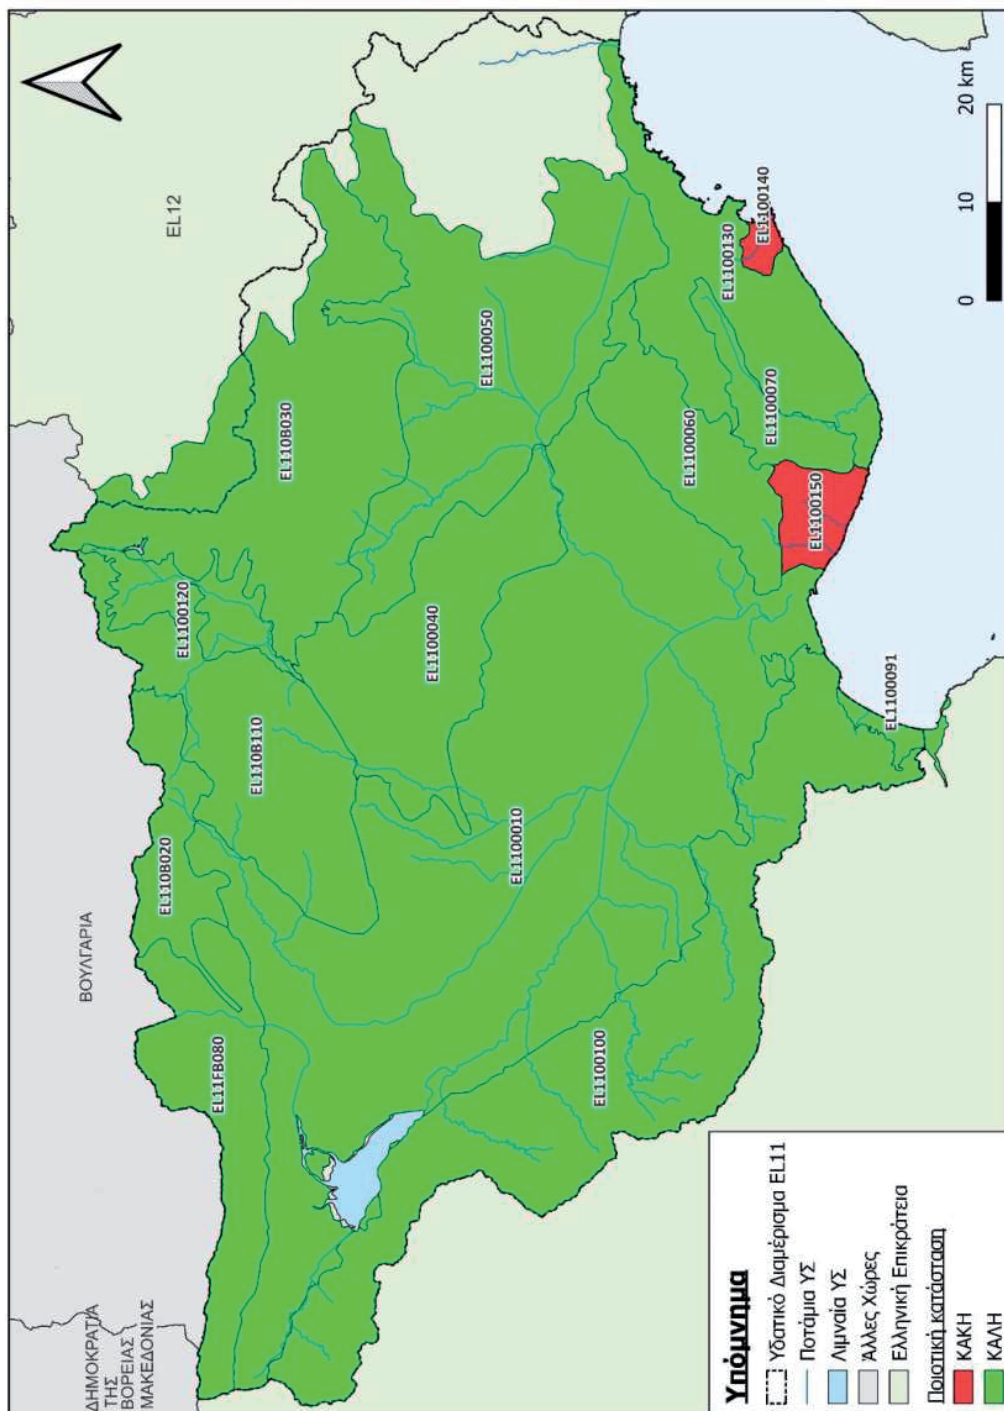 ΔΗΜΟΚΡΑΤΙΑ
ΤΗΣ
ΒΟΡΕΙΑΣ
ΜΑΚΕΔΟΝΙΑΣ
ΒΟΥΛΓΑΡΙΑ
EL12
EL11FB080
EL110B020
EL1100120
EL110B110
EL110B030
EL1100040
EL1100010
EL1100050
EL1100100
EL1100060
EL1100130
EL1100140
EL1100070
EL1100150
EL1100091
Υπόμνημα
Υδατικό Διαμέρισμα EL11
Ποτάμια ΥΣ
Λιμναία ΥΣ
Άλλες Χώρες
Ελληνική Επικράτεια
Ποιοτική κατάσταση
ΚΑΚΗ
ΚΑΛΗ
0 10 20 km